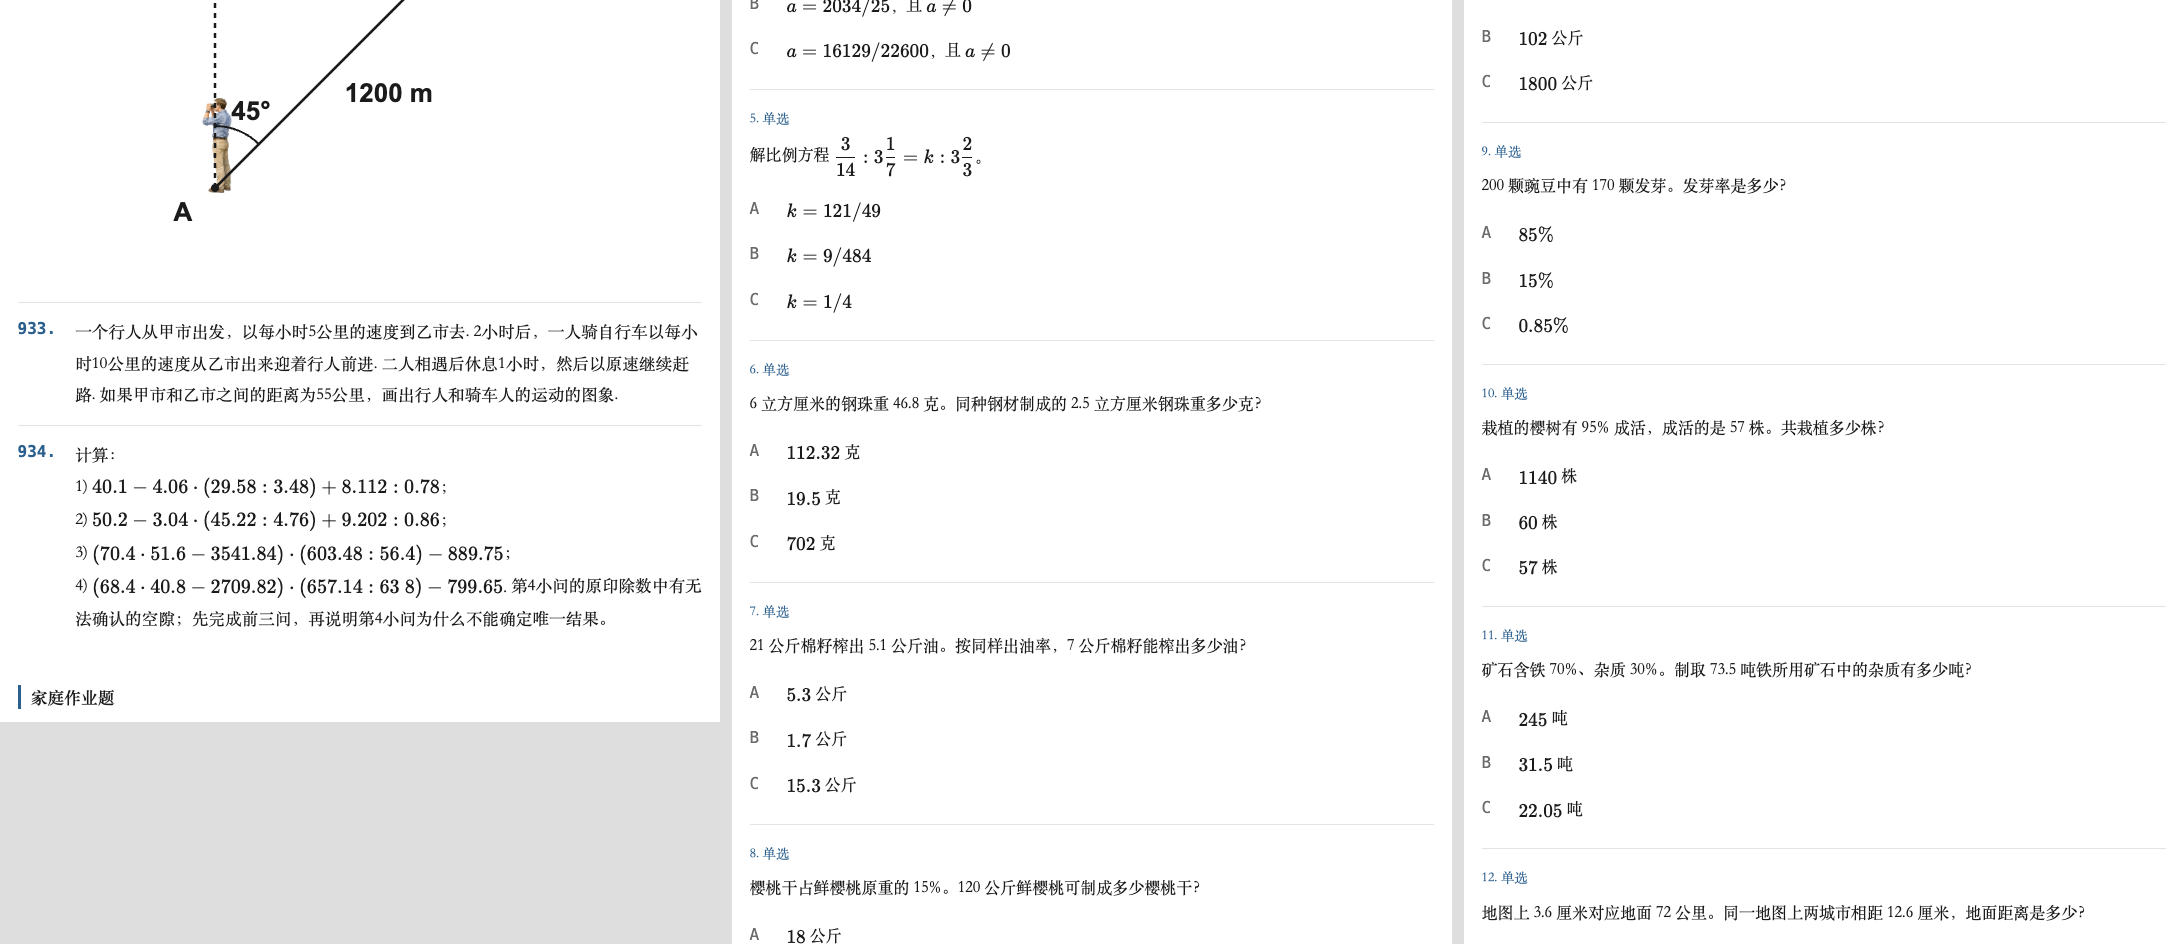 45°
1200 m
A
933. 一个行人从甲市出发，以每小时5公里的速度到乙市去. 2小时后，一人骑自行车以每小
时10公里的速度从乙市出来迎着行人前进. 二人相遇后休息1小时，然后以原速继续赶
路. 如果甲市和乙市之间的距离为55公里，画出行人和骑车人的运动的图象.
934. 计算：
1) 40.1 − 4.06 · (29.58 : 3.48) + 8.112 : 0.78；
2) 50.2 − 3.04 · (45.22 : 4.76) + 9.202 : 0.86；
3) (70.4 · 51.6 − 3541.84) · (603.48 : 56.4) − 889.75；
4) (68.4 · 40.8 − 2709.82) · (657.14 : 63 8) − 799.65. 第4小问的原印除数中有无
法确认的空隙；先完成前三问，再说明第4小问为什么不能确定唯一结果。
家庭作业题
B a = 2034/25，且 a ≠ 0
C a = 16129/22600，且 a ≠ 0
5. 单选
解比例方程 3/14 : 3 1/7 = k : 3 2/3。
A k = 121/49
B k = 9/484
C k = 1/4
6. 单选
6 立方厘米的钢珠重 46.8 克。同种钢材制成的 2.5 立方厘米钢珠重多少克？
A 112.32 克
B 19.5 克
C 702 克
7. 单选
21 公斤棉籽榨出 5.1 公斤油。按同样出油率，7 公斤棉籽能榨出多少油？
A 5.3 公斤
B 1.7 公斤
C 15.3 公斤
8. 单选
樱桃干占鲜樱桃原重的 15%。120 公斤鲜樱桃可制成多少樱桃干？
A 18 公斤
B 102 公斤
C 1800 公斤
9. 单选
200 颗豌豆中有 170 颗发芽。发芽率是多少？
A 85%
B 15%
C 0.85%
10. 单选
栽植的樱树有 95% 成活，成活的是 57 株。共栽植多少株？
A 1140 株
B 60 株
C 57 株
11. 单选
矿石含铁 70%、杂质 30%。制取 73.5 吨铁所用矿石中的杂质有多少吨？
A 245 吨
B 31.5 吨
C 22.05 吨
12. 单选
地图上 3.6 厘米对应地面 72 公里。同一地图上两城市相距 12.6 厘米，地面距离是多少？